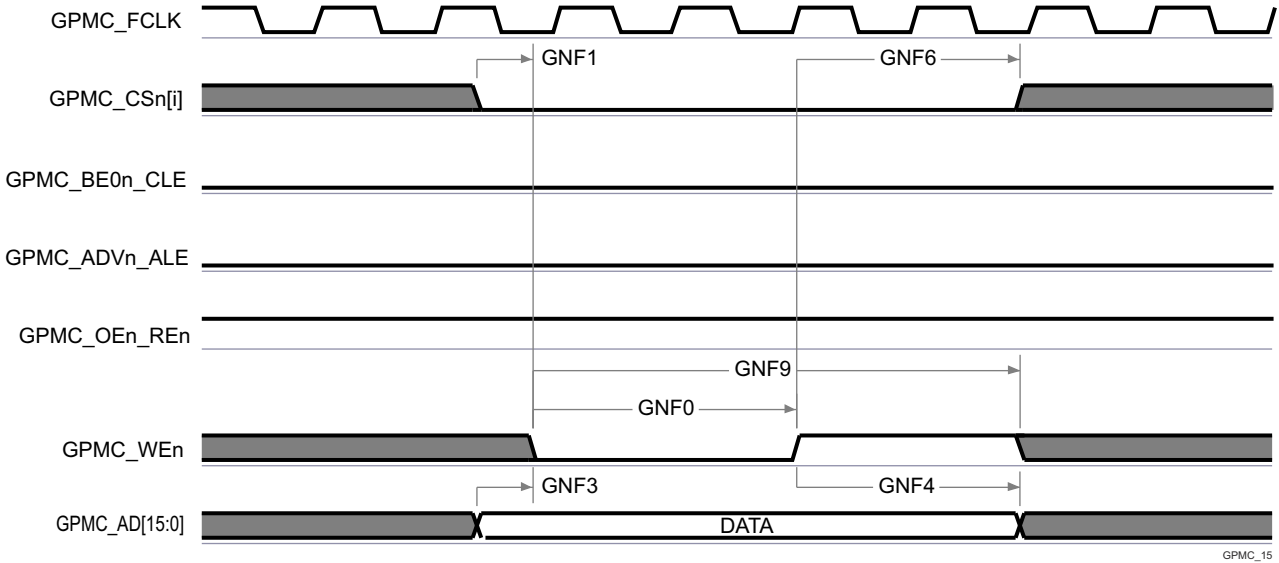 GPMC_FCLK
GNF1
GNF6
GPMC_CSn[i]
GPMC_BE0n_CLE
GPMC_ADVn_ALE
GPMC_OEn_REn
GNF9
GNF0
GPMC_WEn
GNF3
GNF4
GPMC_AD[15:0]
DATA
GPMC_15